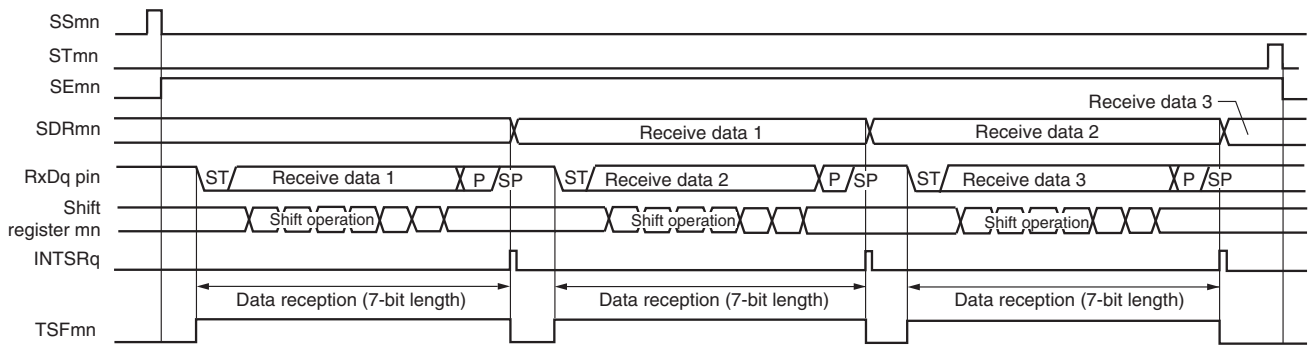 SSmn
STmn
SEmn
Receive data 3
SDRmn
Receive data 1
Receive data 2
RxDq pin
ST
Receive data 1
P
SP
ST
Receive data 2
P
SP
ST
Receive data 3
P
SP
Shift
register mn
Shift operation
Shift operation
Shift operation
INTSRq
Data reception (7-bit length)
Data reception (7-bit length)
Data reception (7-bit length)
TSFmn